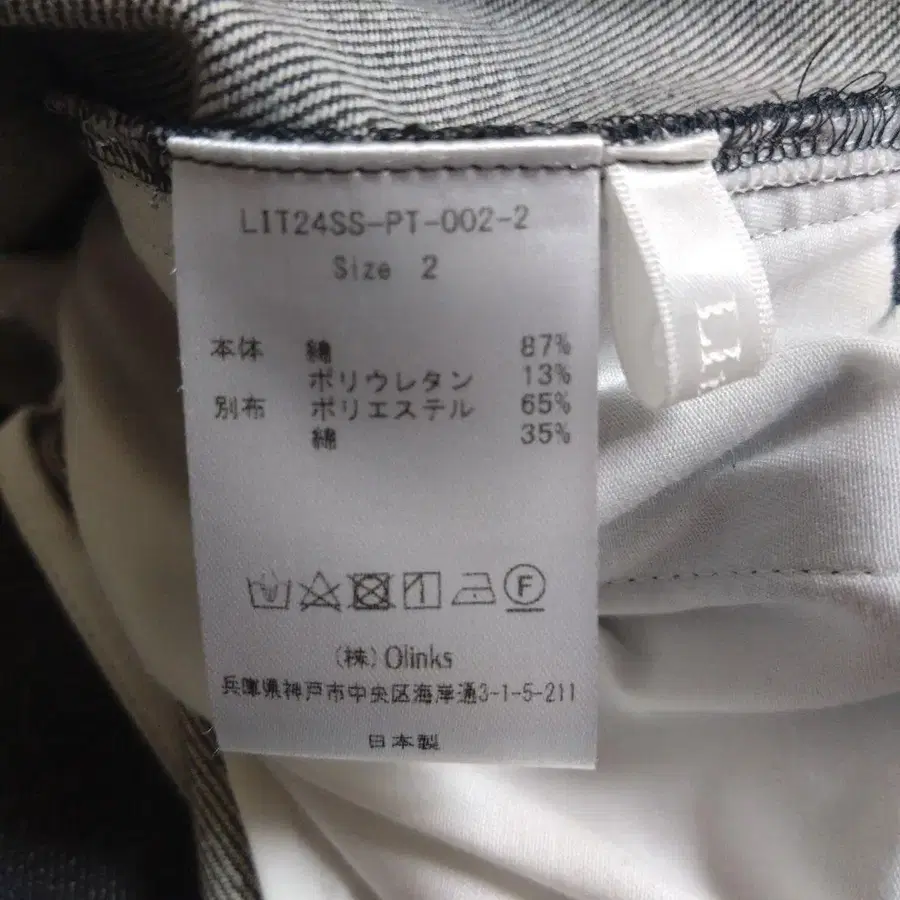 LIT24SS-PT-002-2
Size 2
本体 綿 87%
ポリウレタン 13%
別布 ポリエステル 65%
綿 35%
(株)Olinks
兵庫県神戸市中央区海岸通3-1-5-211
日本製